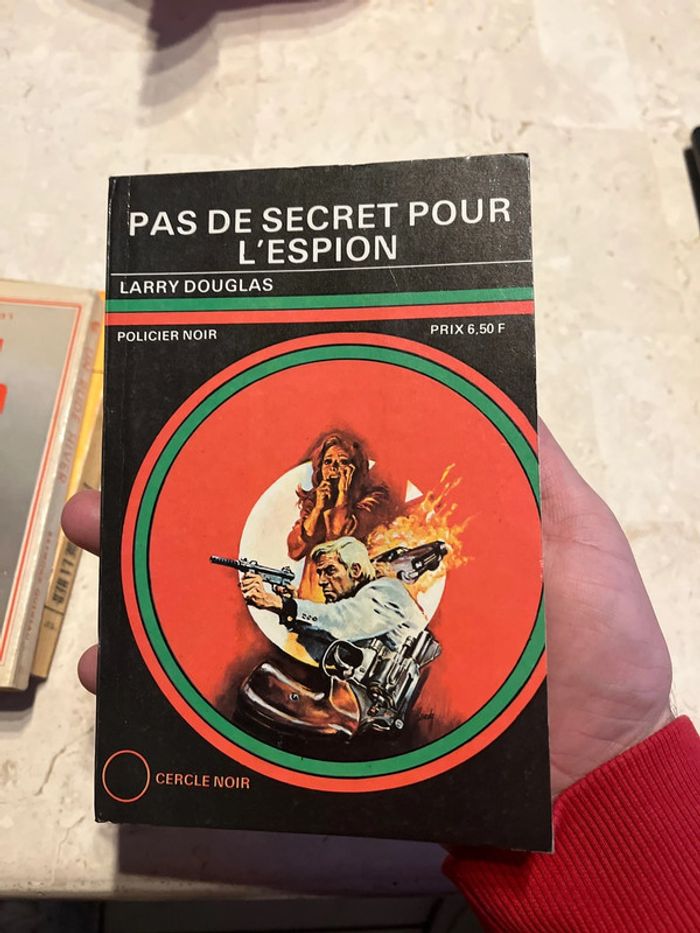 PAS DE SECRET POUR
L'ESPION
LARRY DOUGLAS
POLICIER NOIR
PRIX 6,50 F
CERCLE NOIR